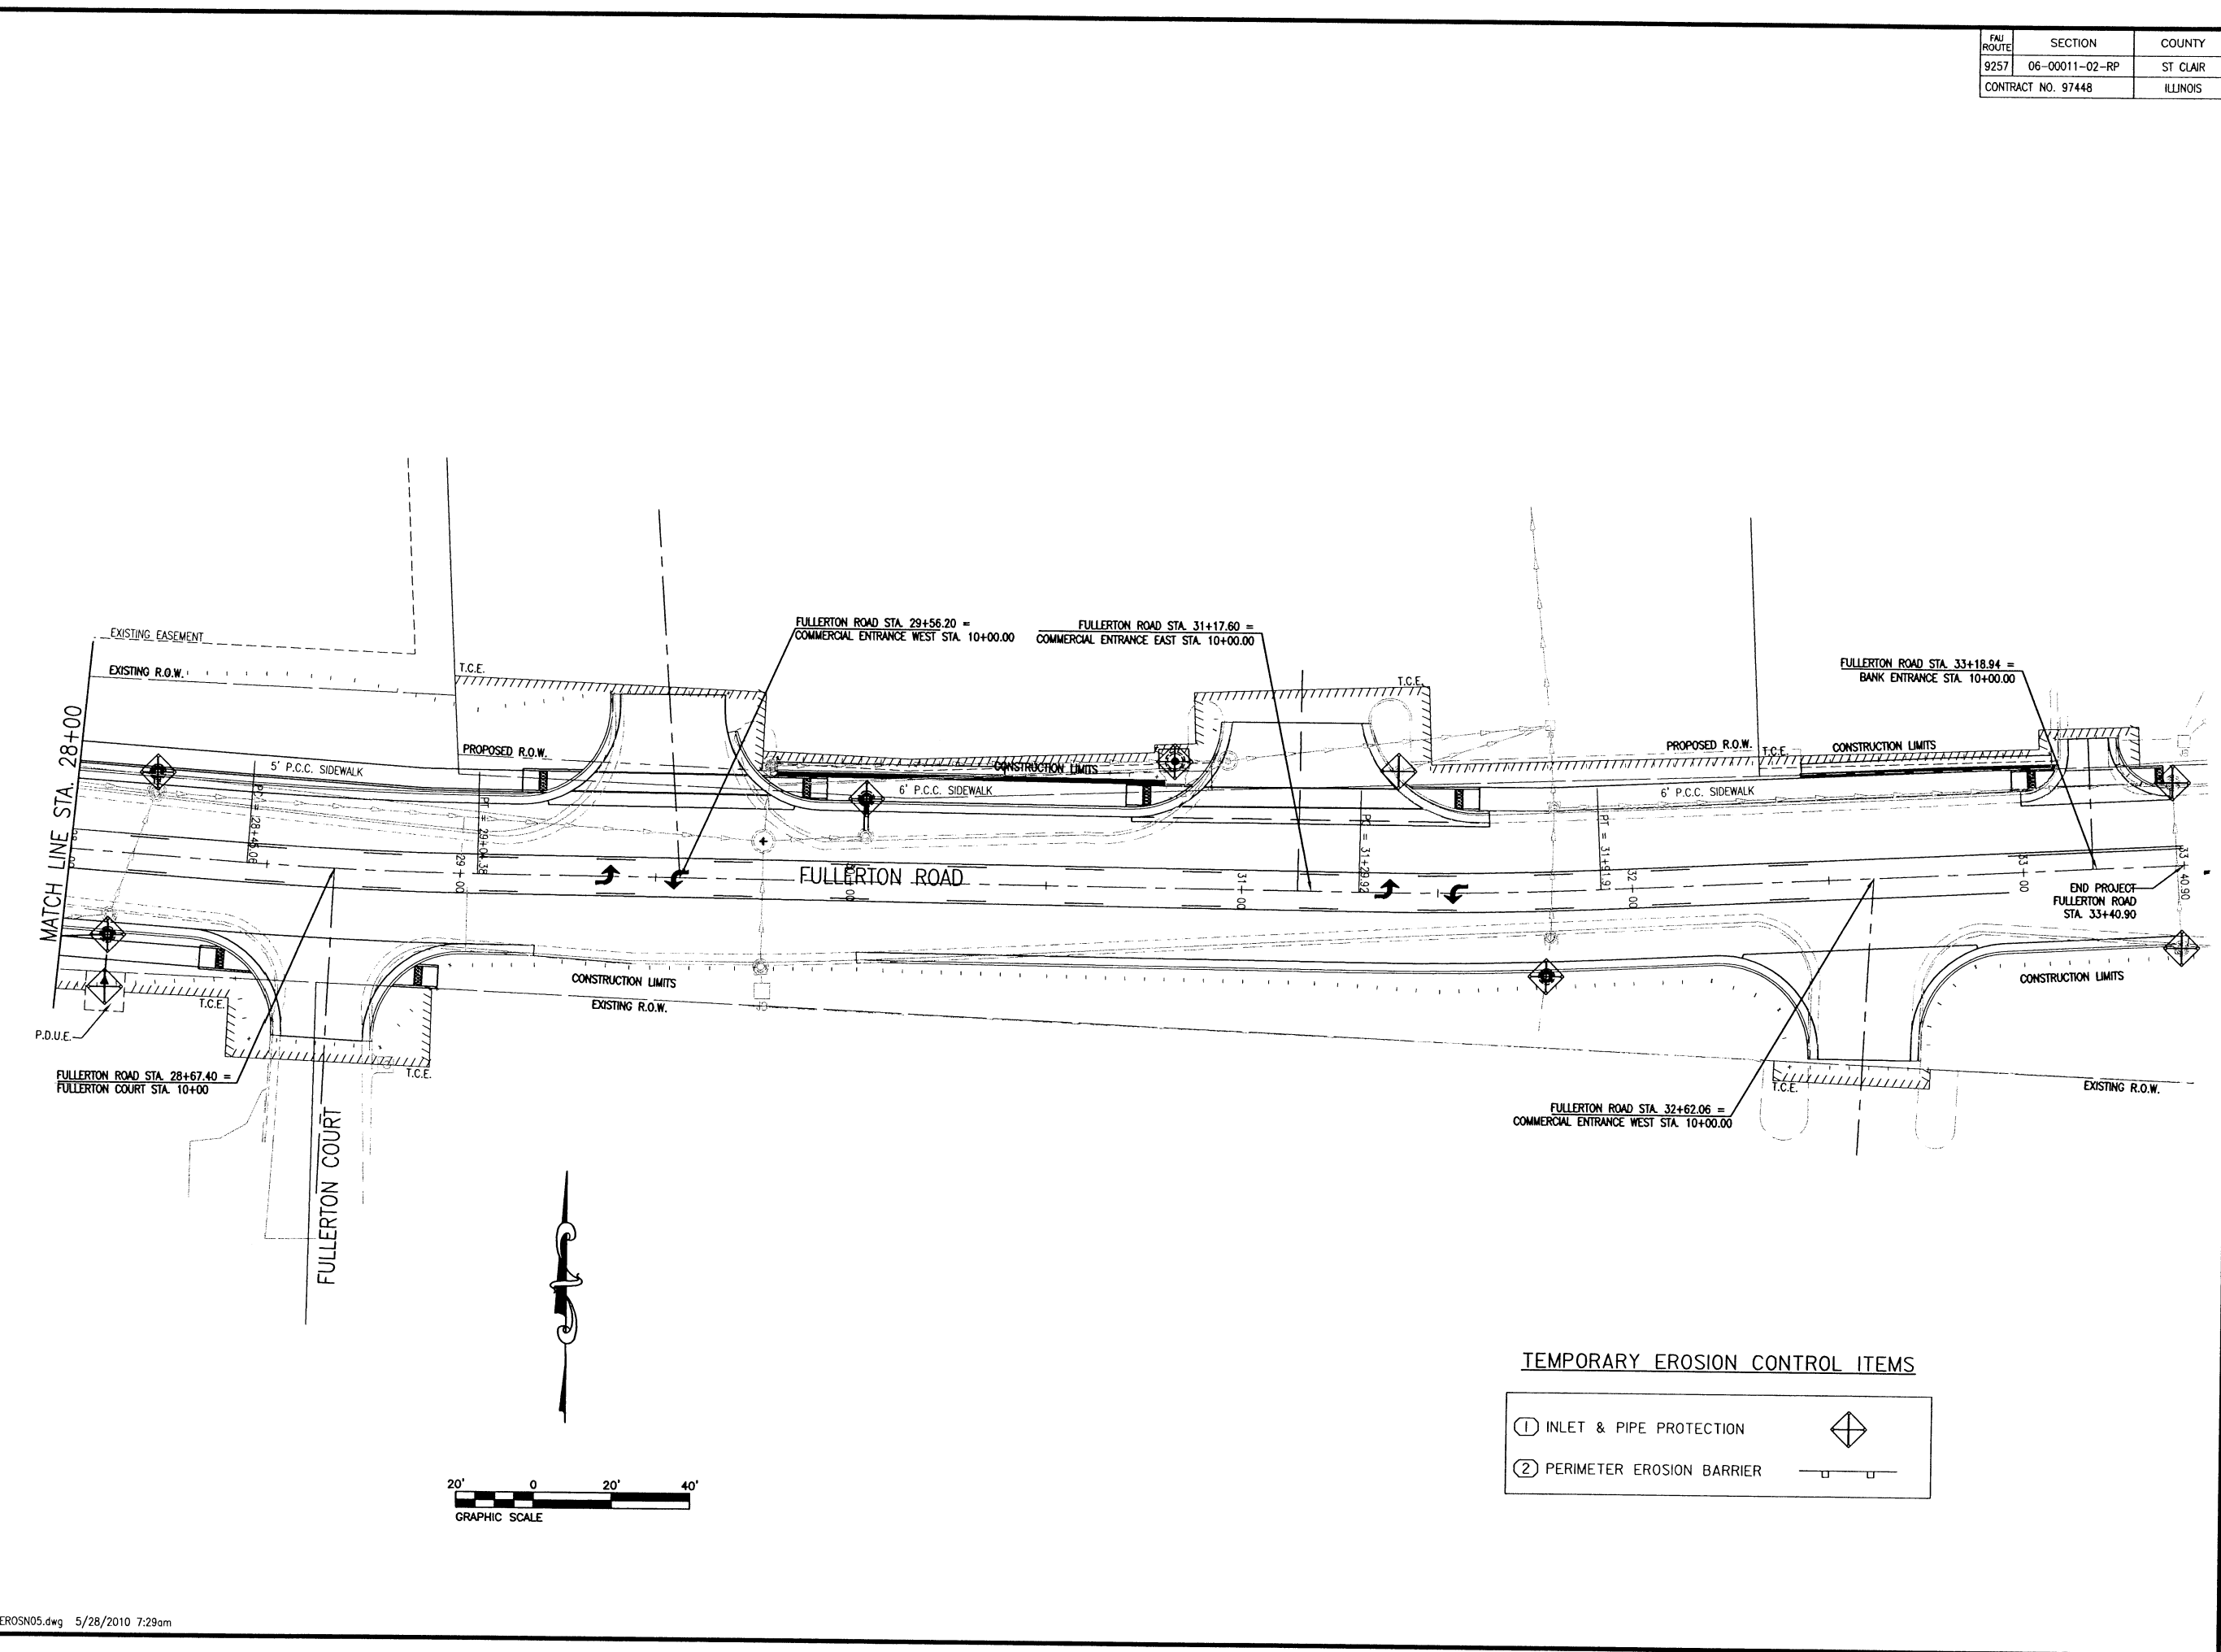 FAU ROUTE SECTION COUNTY
9257 06-00011-02-RP ST CLAIR
CONTRACT NO. 97448 ILLINOIS
FULLERTON ROAD STA. 29+56.20 =
COMMERCIAL ENTRANCE WEST STA. 10+00.00
FULLERTON ROAD STA. 31+17.60 =
COMMERCIAL ENTRANCE EAST STA. 10+00.00
FULLERTON ROAD STA. 33+18.94 =
BANK ENTRANCE STA. 10+00.00
EXISTING EASEMENT
EXISTING R.O.W.
T.C.E.
T.C.E.
PROPOSED R.O.W.
PROPOSED R.O.W.
T.C.E.
CONSTRUCTION LIMITS
CONSTRUCTION LIMITS
5' P.C.C. SIDEWALK
6' P.C.C. SIDEWALK
6' P.C.C. SIDEWALK
MATCH LINE STA. 28+00
PC = 28+45.06
29+00
PT = 29+04.38
FULLERTON ROAD
31+00
PC = 31+29.92
PT = 31+91.91
32+00
33+00
33+40.90
END PROJECT
FULLERTON ROAD
STA. 33+40.90
CONSTRUCTION LIMITS
EXISTING R.O.W.
CONSTRUCTION LIMITS
T.C.E.
P.D.U.E.
T.C.E.
FULLERTON ROAD STA. 28+67.40 =
FULLERTON COURT STA. 10+00
FULLERTON COURT
T.C.E.
EXISTING R.O.W.
FULLERTON ROAD STA. 32+62.06 =
COMMERCIAL ENTRANCE WEST STA. 10+00.00
TEMPORARY EROSION CONTROL ITEMS
1 INLET & PIPE PROTECTION
2 PERIMETER EROSION BARRIER
20' 0 20' 40'
GRAPHIC SCALE
EROSN05.dwg 5/28/2010 7:29am